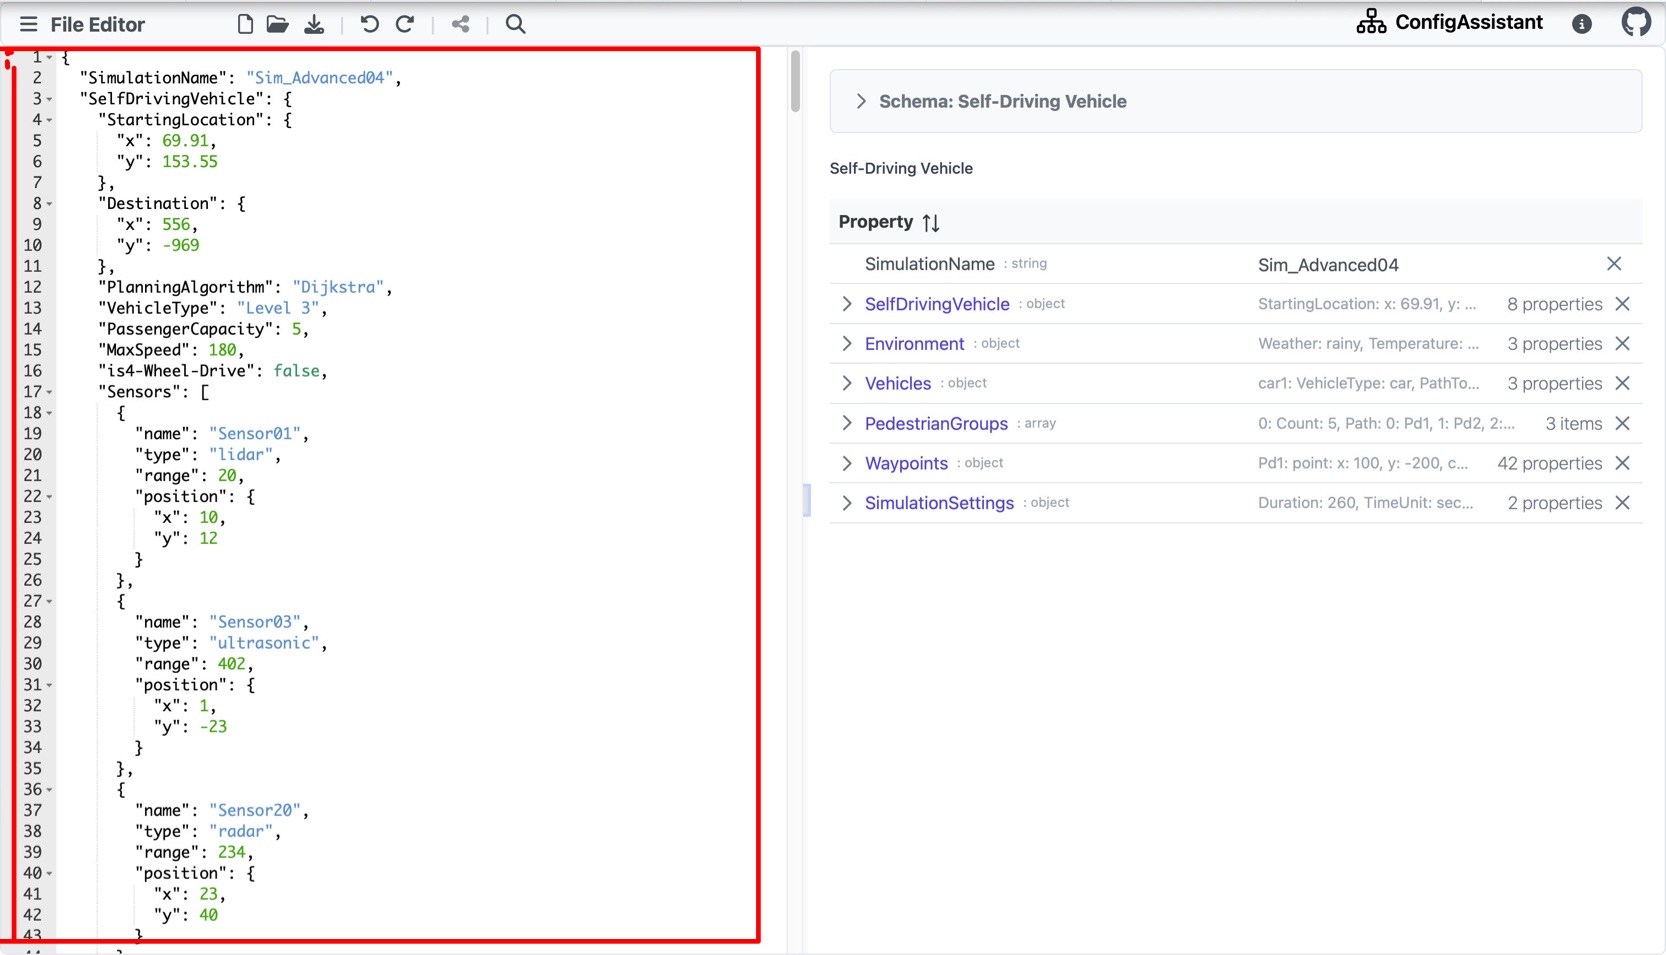 File Editor
ConfigAssistant
1 {
2 "SimulationName": "Sim_Advanced04",
3 "SelfDrivingVehicle": {
4 "StartingLocation": {
5 "x": 69.91,
6 "y": 153.55
7 },
8 "Destination": {
9 "x": 556,
10 "y": -969
11 },
12 "PlanningAlgorithm": "Dijkstra",
13 "VehicleType": "Level 3",
14 "PassengerCapacity": 5,
15 "MaxSpeed": 180,
16 "is4-Wheel-Drive": false,
17 "Sensors": [
18 {
19 "name": "Sensor01",
20 "type": "lidar",
21 "range": 20,
22 "position": {
23 "x": 10,
24 "y": 12
25 }
26 },
27 {
28 "name": "Sensor03",
29 "type": "ultrasonic",
30 "range": 402,
31 "position": {
32 "x": 1,
33 "y": -23
34 }
35 },
36 {
37 "name": "Sensor20",
38 "type": "radar",
39 "range": 234,
40 "position": {
41 "x": 23,
42 "y": 40
43 }
Schema: Self-Driving Vehicle
Self-Driving Vehicle
Property
SimulationName : string Sim_Advanced04
SelfDrivingVehicle : object StartingLocation: x: 69.91, y: ... 8 properties
Environment : object Weather: rainy, Temperature: ... 3 properties
Vehicles : object car1: VehicleType: car, PathTo... 3 properties
PedestrianGroups : array 0: Count: 5, Path: 0: Pd1, 1: Pd2, 2:... 3 items
Waypoints : object Pd1: point: x: 100, y: -200, c... 42 properties
SimulationSettings : object Duration: 260, TimeUnit: sec... 2 properties